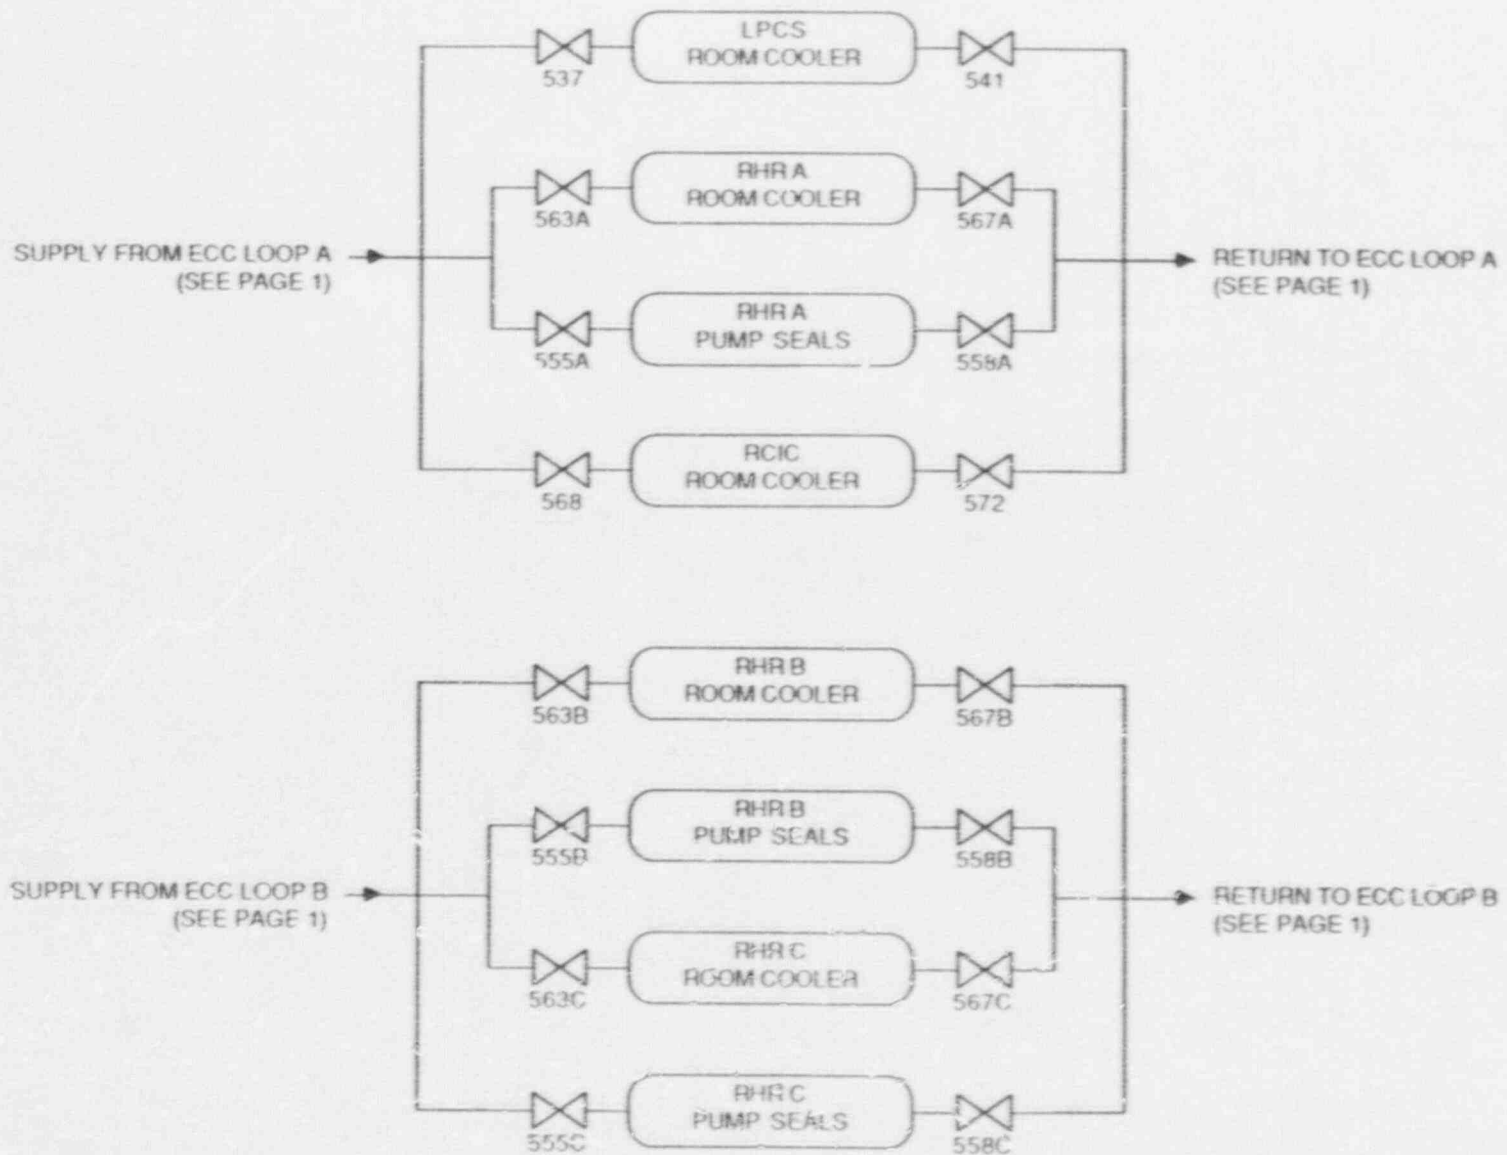 LPCS
ROOM COOLER
537
541
RHR A
ROOM COOLER
563A
567A
SUPPLY FROM ECC LOOP A
(SEE PAGE 1)
RETURN TO ECC LOOP A
(SEE PAGE 1)
RHR A
PUMP SEALS
555A
558A
RCIC
ROOM COOLER
568
572
RHR B
ROOM COOLER
563B
567B
RHR B
PUMP SEALS
555B
558B
SUPPLY FROM ECC LOOP B
(SEE PAGE 1)
RETURN TO ECC LOOP B
(SEE PAGE 1)
RHR C
ROOM COOLER
563C
567C
RHR C
PUMP SEALS
555C
558C